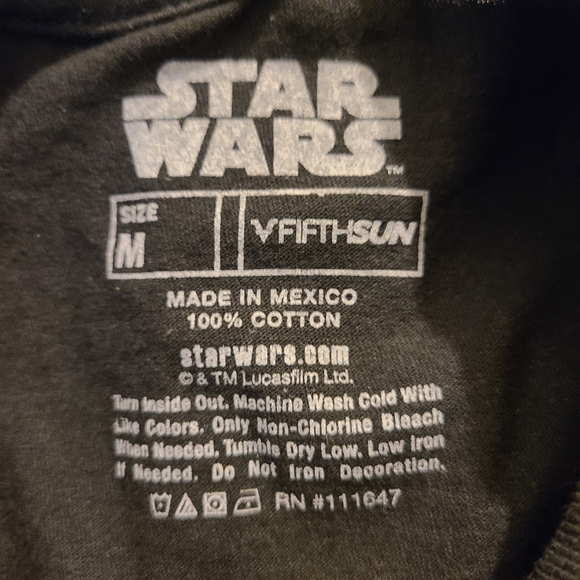 STAR
WARS™
SIZE
M
FIFTHSUN
MADE IN MEXICO
100% COTTON
starwars.com
© & TM Lucasfilm Ltd.
Turn Inside Out. Machine Wash Cold With
Like Colors. Only Non-Chlorine Bleach
When Needed. Tumble Dry Low. Low Iron
If Needed. Do Not Iron Decoration.
RN #111647